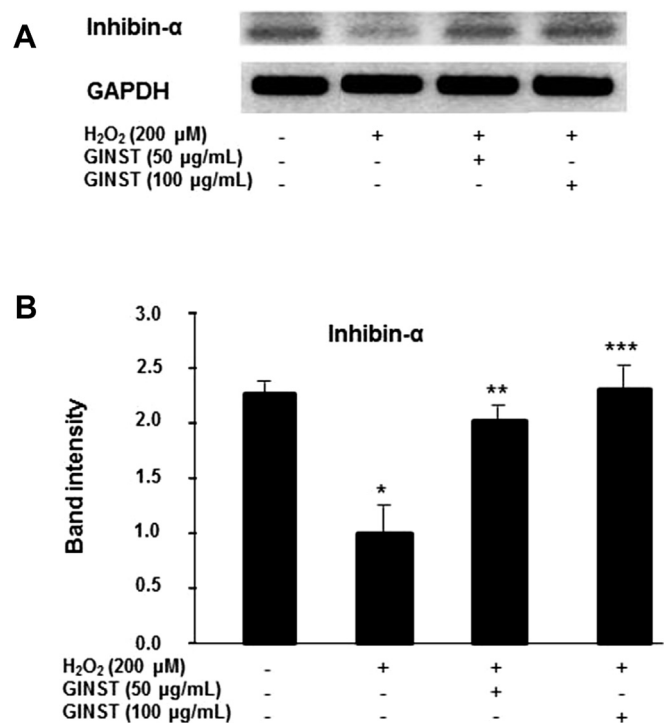 A
Inhibin-α
GAPDH
H₂O₂ (200 µM) - + + +
GINST (50 µg/mL) - - + -
GINST (100 µg/mL) - - - +
B
Inhibin-α
Band intensity
3.0
2.5
2.0
1.5
1.0
0.5
0.0
* ** ***
H₂O₂ (200 µM) - + + +
GINST (50 µg/mL) - - + -
GINST (100 µg/mL) - - - +